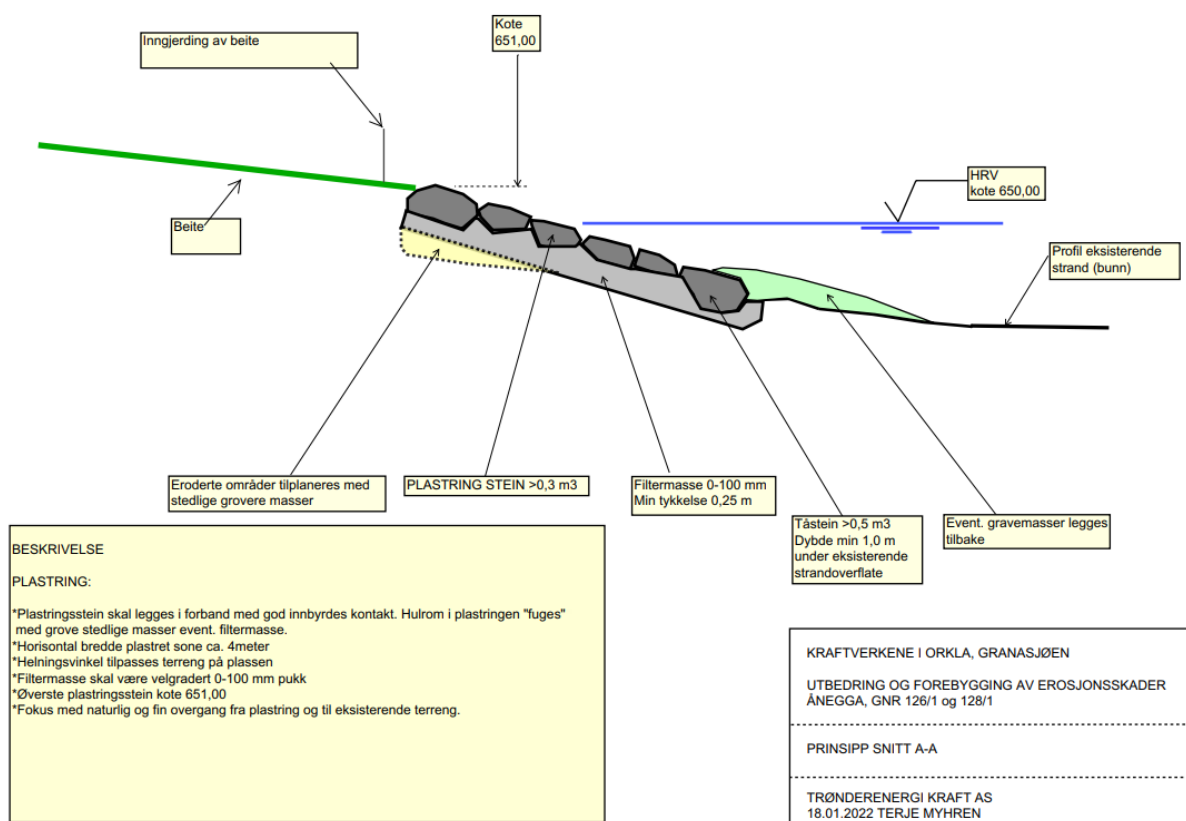 Kote
651,00
Inngjerding av beite
HRV
kote 650,00
Beite
Profil eksisterende
strand (bunn)
Eroderte områder tilplaneres med
stedlige grovere masser
PLASTRING STEIN >0,3 m3
Filtermasse 0-100 mm
Min tykkelse 0,25 m
Tåstein >0,5 m3
Dybde min 1,0 m
under eksisterende
strandoverflate
Event. gravemasser legges
tilbake
BESKRIVELSE
PLASTRING:
*Plastringsstein skal legges i forband med god innbyrdes kontakt. Hulrom i plastringen "fuges"
med grove stedlige masser event. filtermasse.
*Horisontal bredde plastret sone ca. 4meter
*Helningsvinkel tilpasses terreng på plassen
*Filtermasse skal være velgradert 0-100 mm pukk
*Øverste plastringsstein kote 651,00
*Fokus med naturlig og fin overgang fra plastring og til eksisterende terreng.
KRAFTVERKENE I ORKLA, GRANASJØEN
UTBEDRING OG FOREBYGGING AV EROSJONSSKADER
ÅNEGGA, GNR 126/1 og 128/1
PRINSIPP SNITT A-A
TRØNDERENERGI KRAFT AS
18.01.2022 TERJE MYHREN